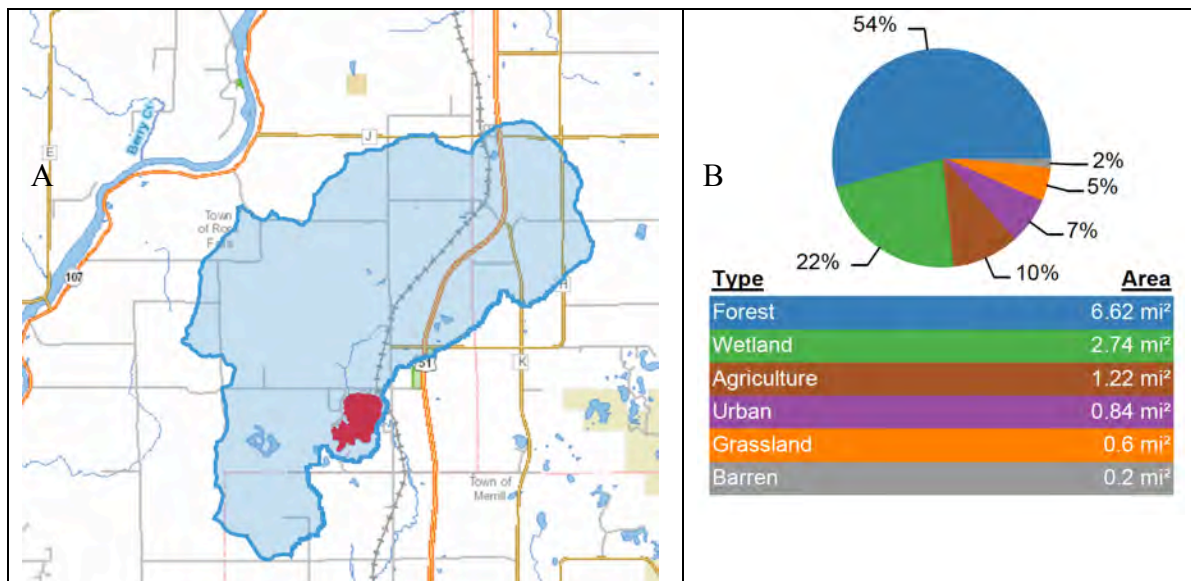 A
Berry Cr
E
J
Town
of Roc
Falls
107
H
51
K
Town of
Merrill
B
54%
2%
5%
7%
10%
22%
Type Area
Forest 6.62 mi²
Wetland 2.74 mi²
Agriculture 1.22 mi²
Urban 0.84 mi²
Grassland 0.6 mi²
Barren 0.2 mi²